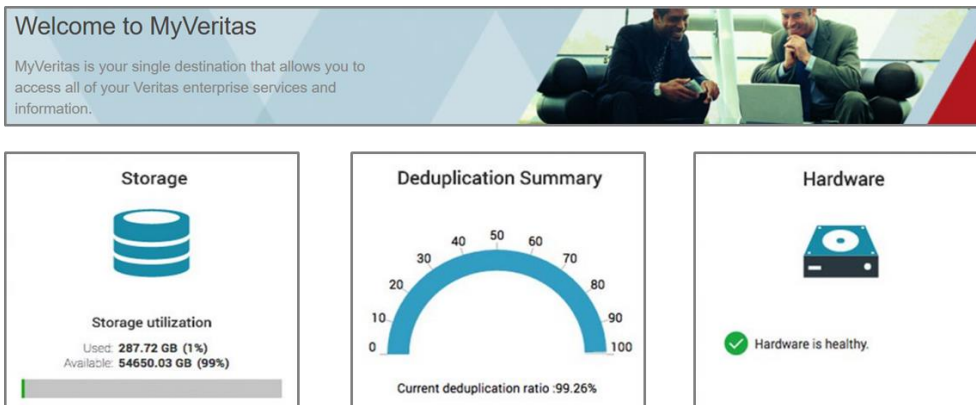 Welcome to MyVeritas
MyVeritas is your single destination that allows you to
access all of your Veritas enterprise services and
information.
Storage
Storage utilization
Used: 287.72 GB (1%)
Available: 54650.03 GB (99%)
Deduplication Summary
0
10
20
30
40
50
60
70
80
90
100
Current deduplication ratio :99.26%
Hardware
Hardware is healthy.